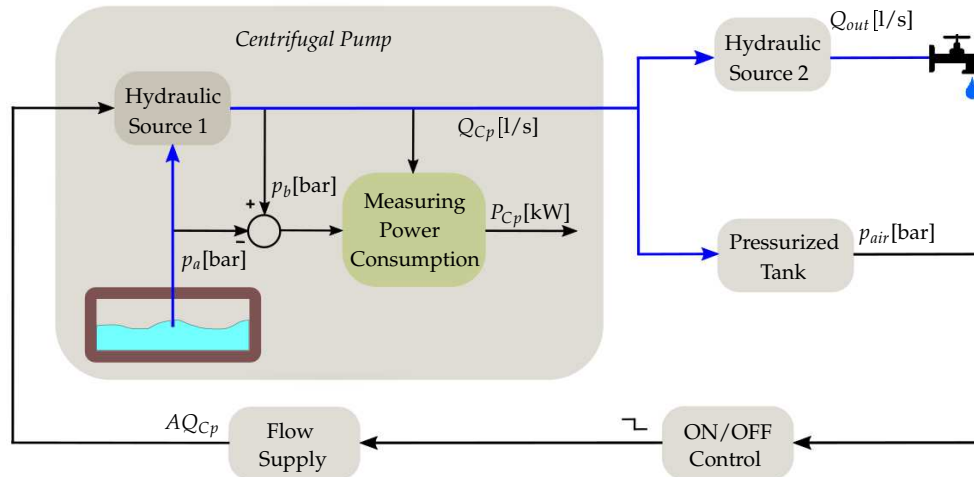 Centrifugal Pump
Q_out [l/s]
Hydraulic
Source 1
Hydraulic
Source 2
Q_Cp [l/s]
p_b[bar]
+
−
p_a[bar]
Measuring
Power
Consumption
P_Cp[kW]
Pressurized
Tank
p_air[bar]
AQ_Cp
Flow
Supply
ON/OFF
Control